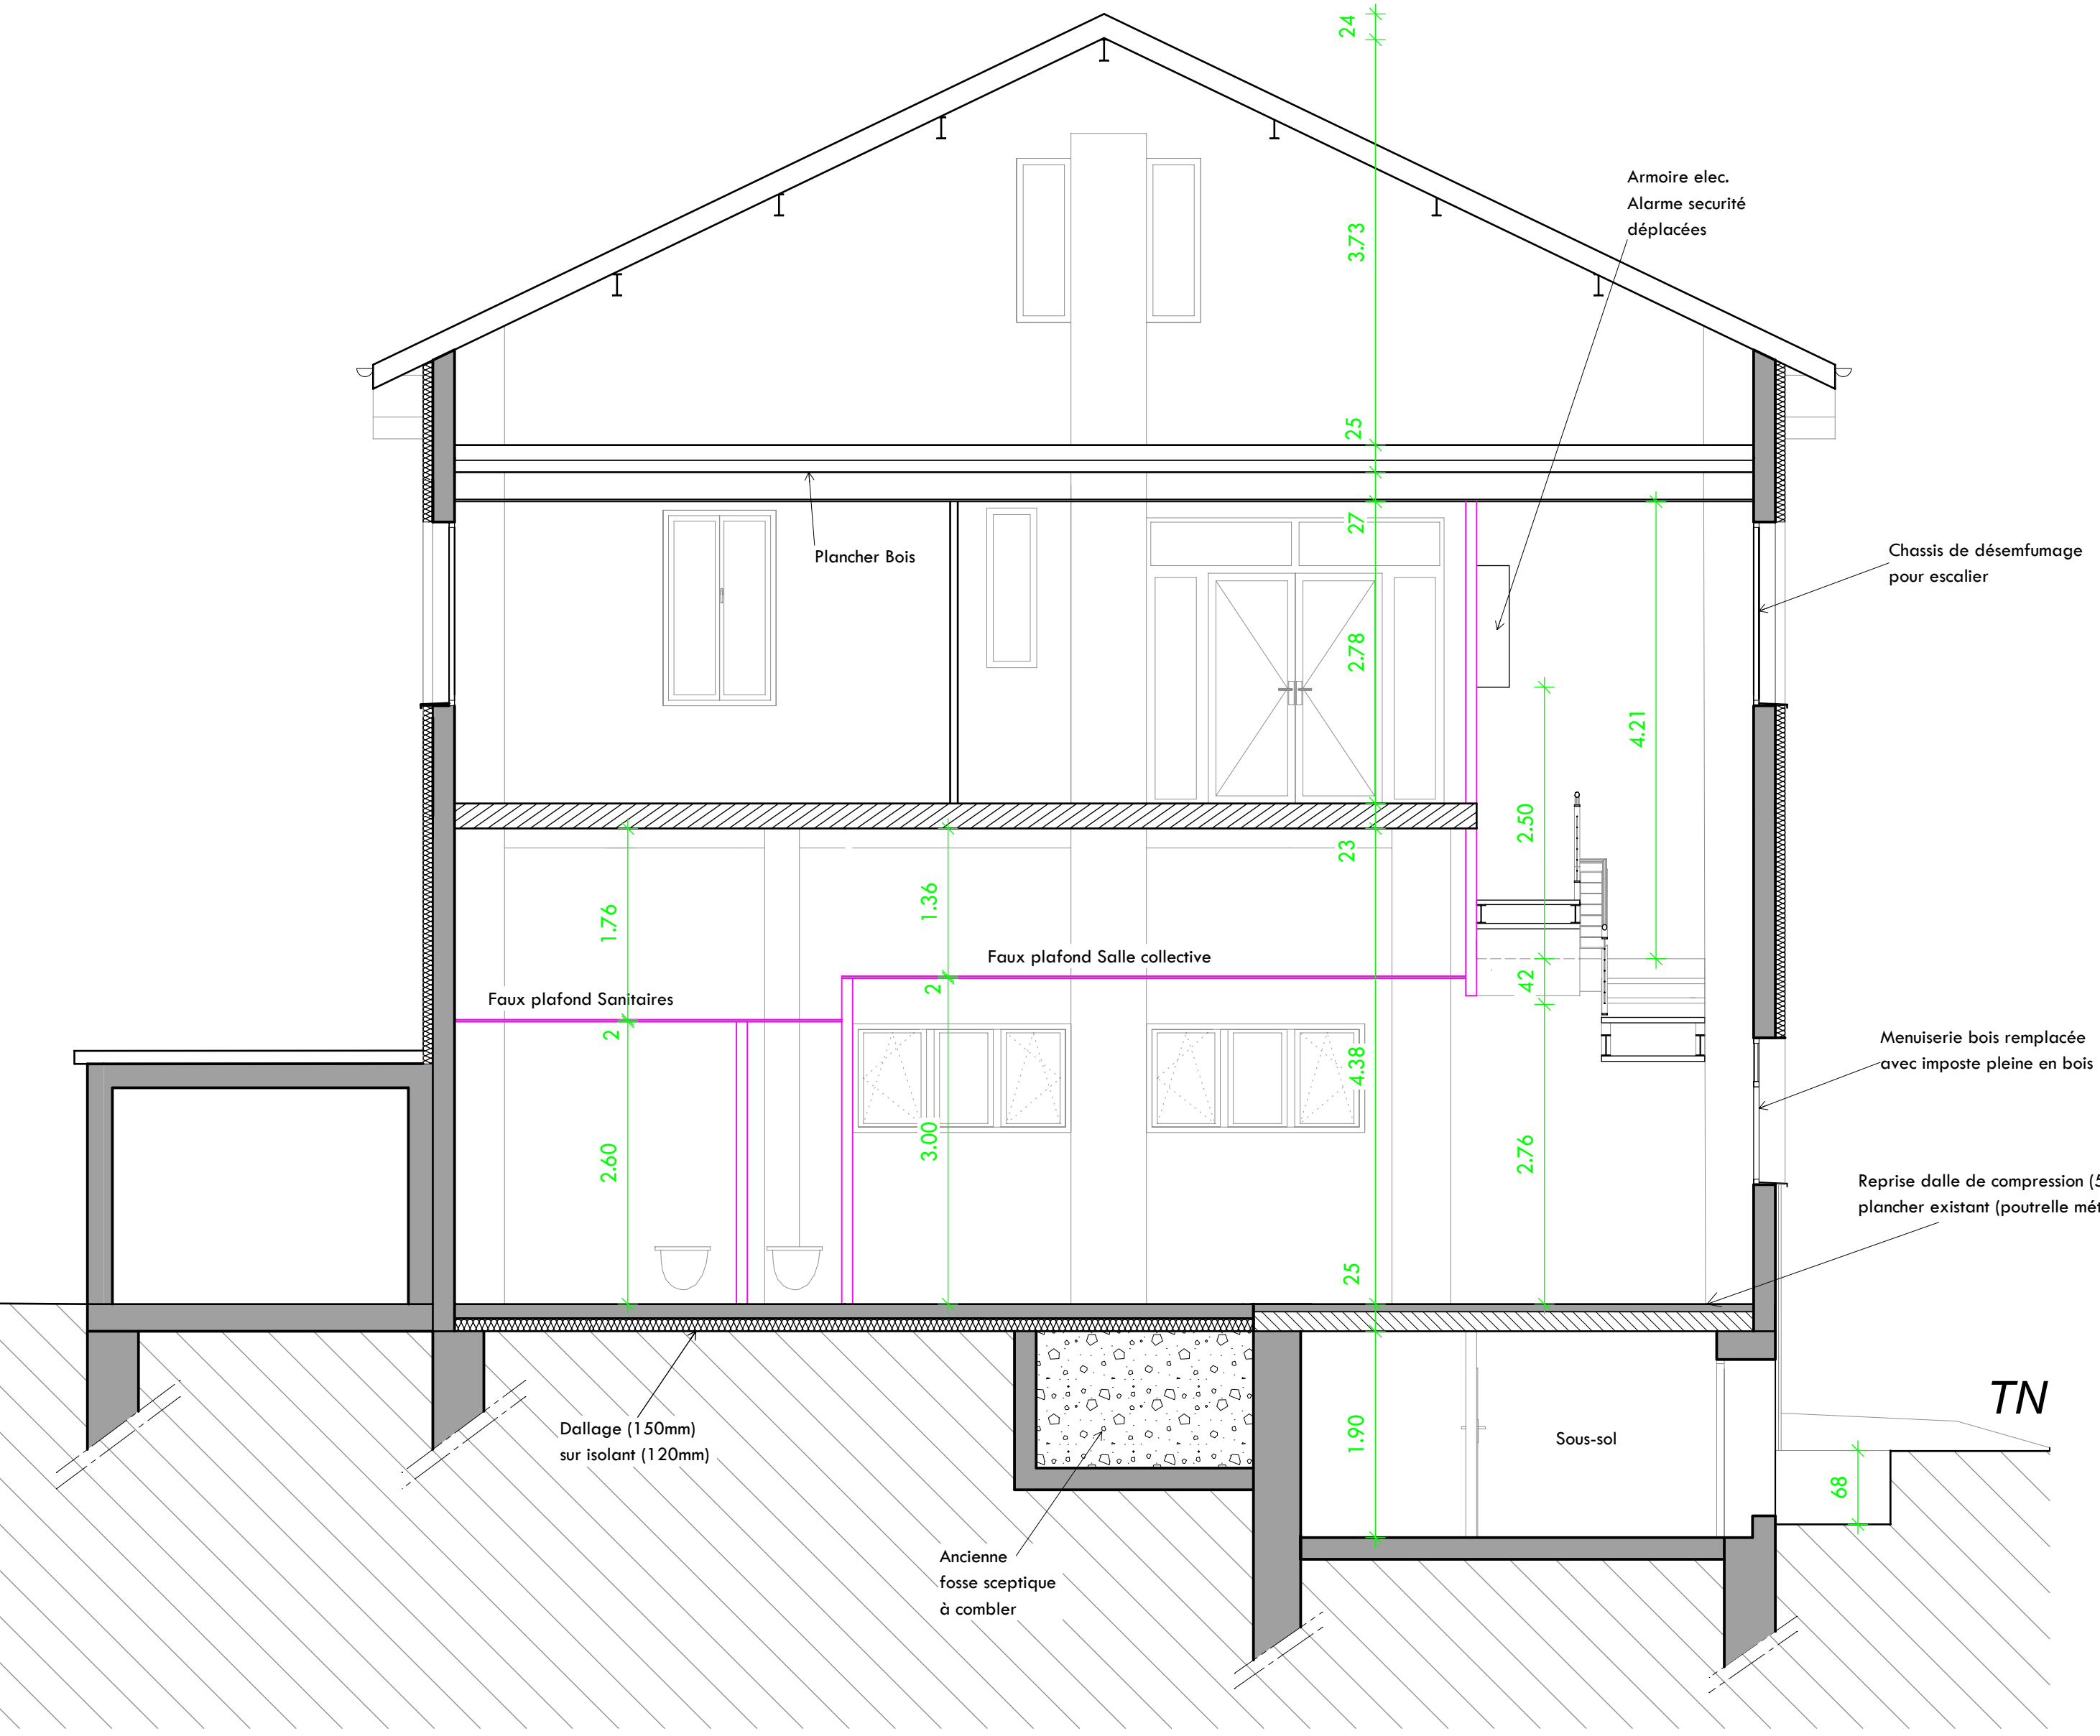 24
3.73
Armoire elec.
Alarme securité
déplacées
25
27
Plancher Bois
Chassis de désemfumage
pour escalier
2.78
4.21
2.50
23
1.76
1.36
Faux plafond Salle collective
42
2
Faux plafond Sanitaires
2
Menuiserie bois remplacée
avec imposte pleine en bois
4.38
3.00
2.76
2.60
Reprise dalle de compression (5
plancher existant (poutrelle mét
25
TN
Dallage (150mm)
sur isolant (120mm)
1.90
Sous-sol
68
Ancienne
fosse sceptique
à combler